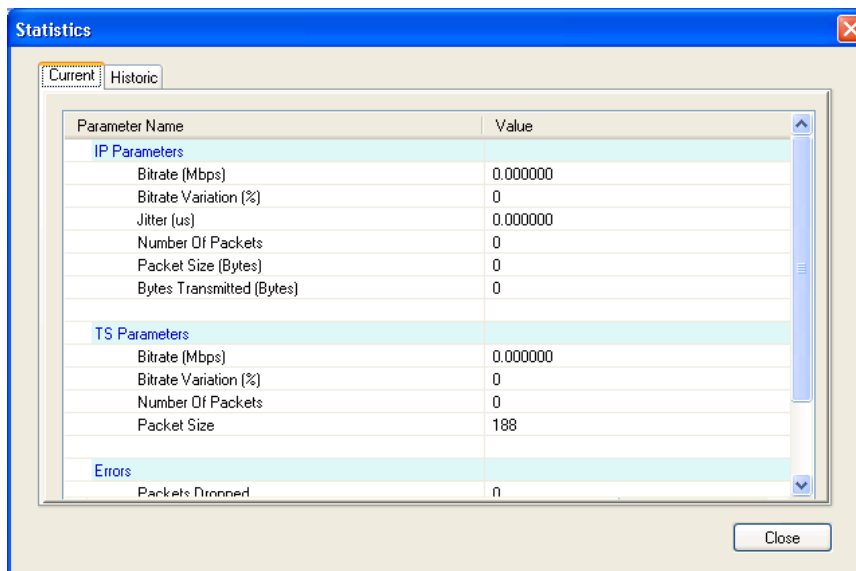 Statistics
Current Historic
Parameter Name Value
IP Parameters
Bitrate (Mbps) 0.000000
Bitrate Variation (%) 0
Jitter (us) 0.000000
Number Of Packets 0
Packet Size (Bytes) 0
Bytes Transmitted (Bytes) 0
TS Parameters
Bitrate (Mbps) 0.000000
Bitrate Variation (%) 0
Number Of Packets 0
Packet Size 188
Errors
Packets Dropped 0
Close